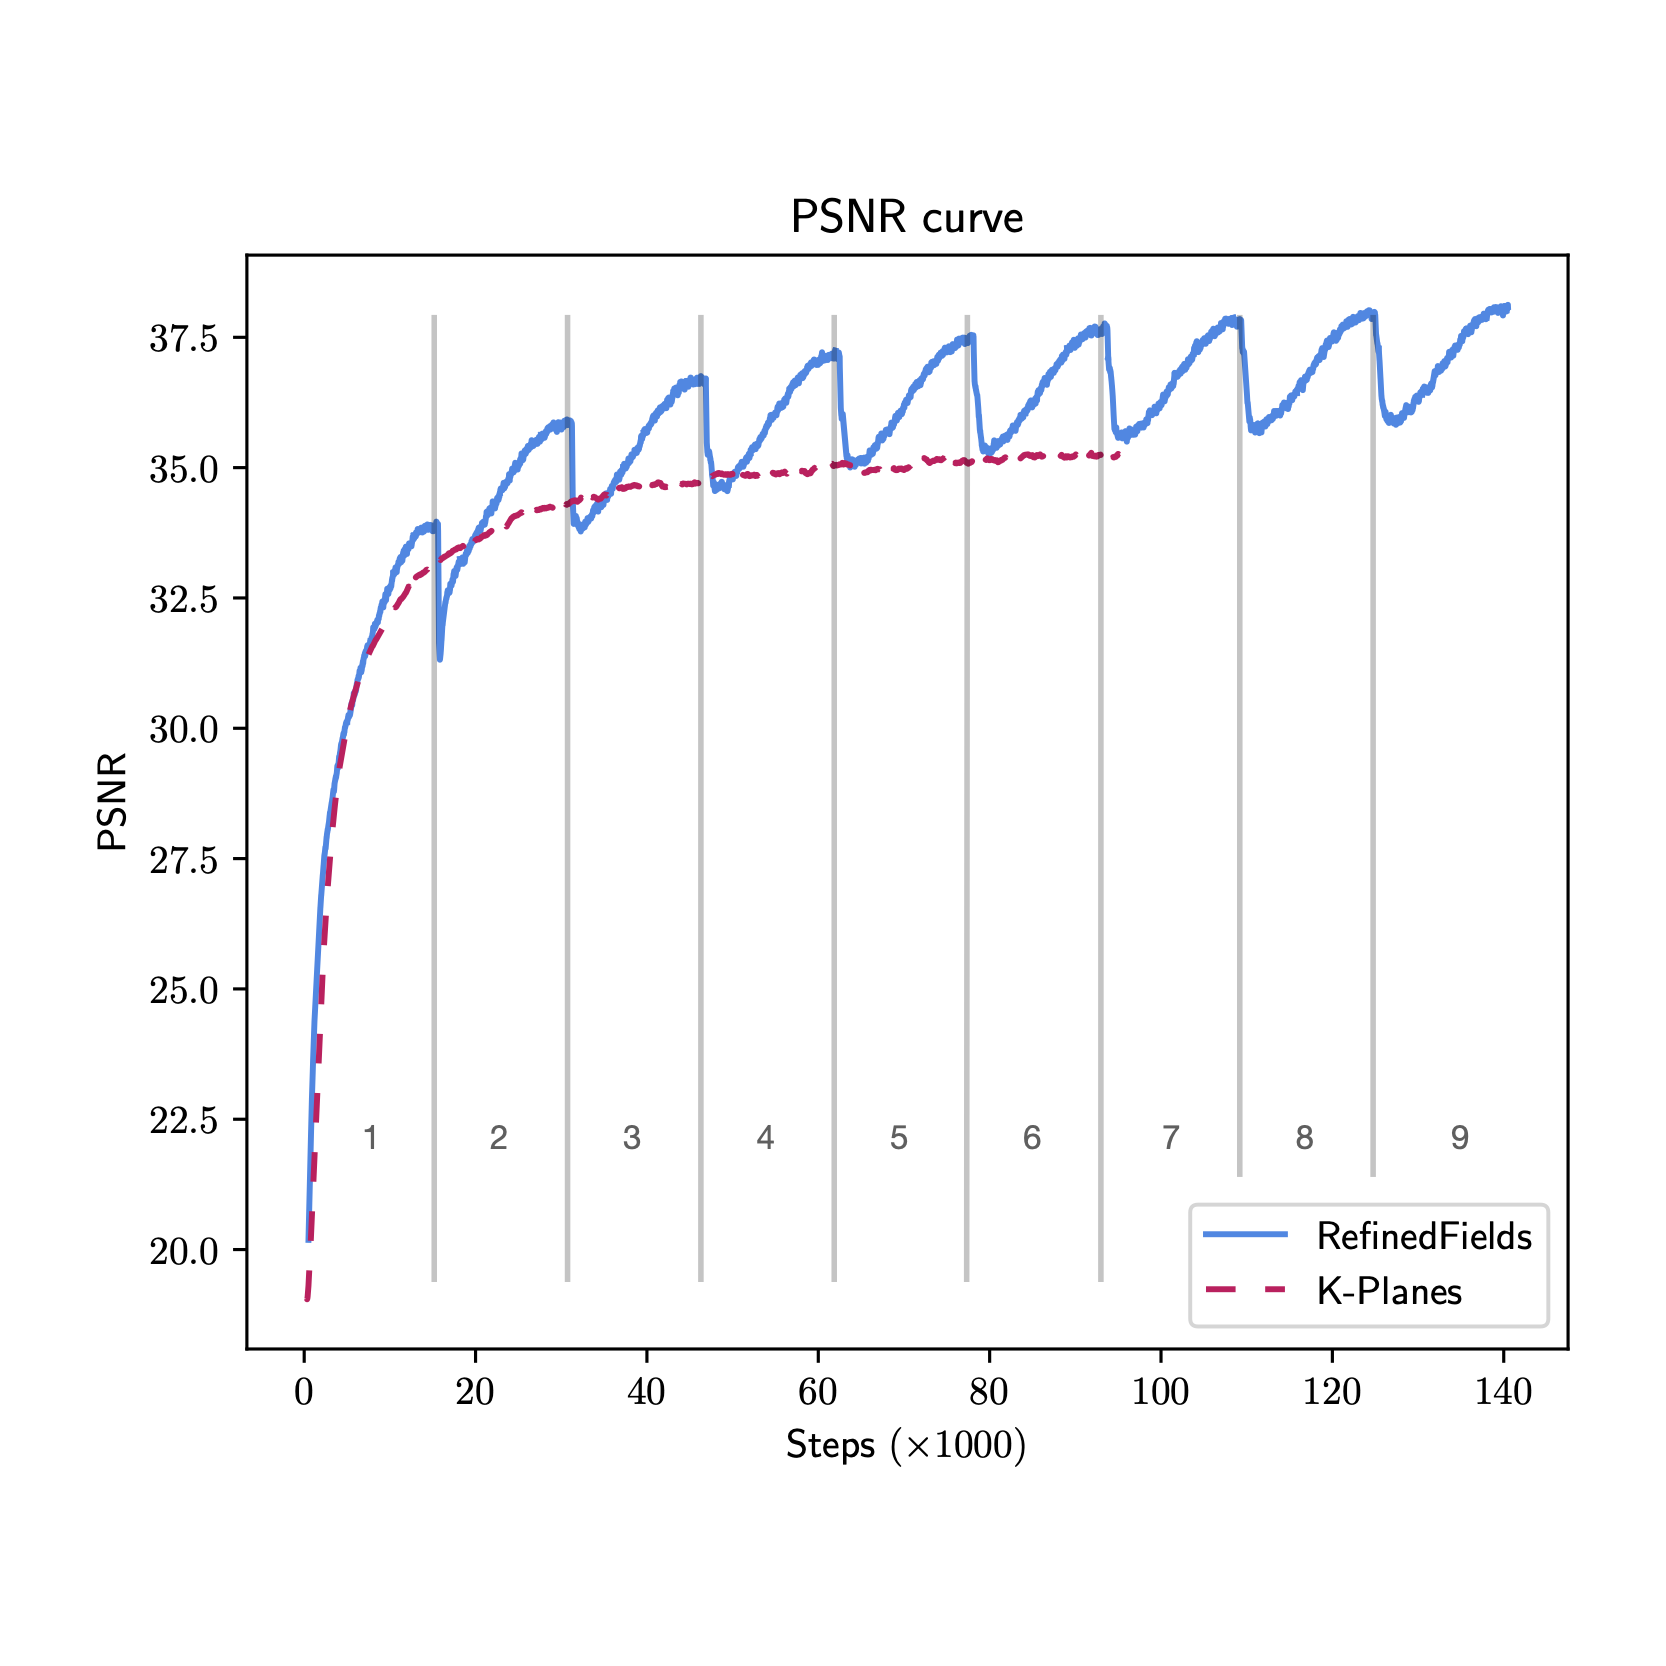 PSNR curve
37.5
35.0
32.5
30.0
27.5
25.0
22.5
20.0
PSNR
1 2 3 4 5 6 7 8 9
RefinedFields
K-Planes
0 20 40 60 80 100 120 140
Steps (×1000)